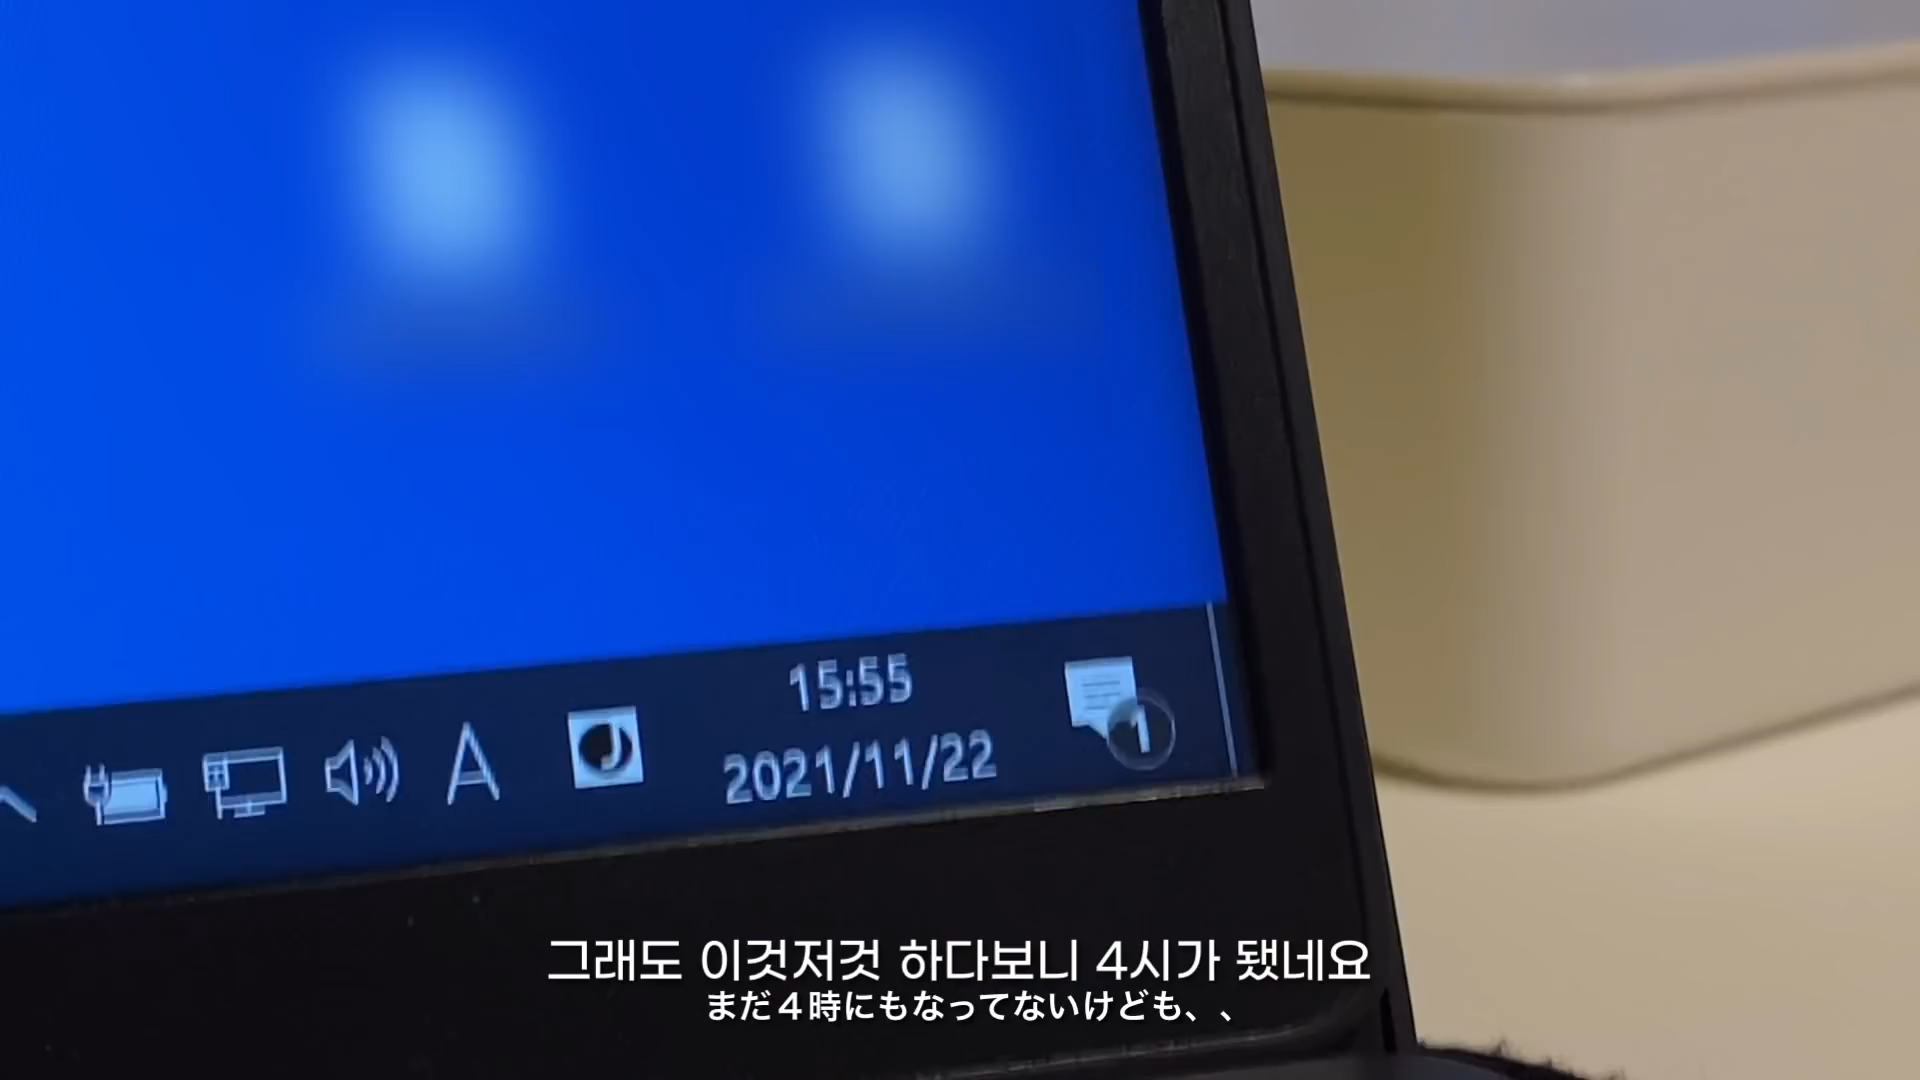 15:55
A
2021/11/22
1
그래도 이것저것 하다보니 4시가 됐네요
まだ４時にもなってないけども、、